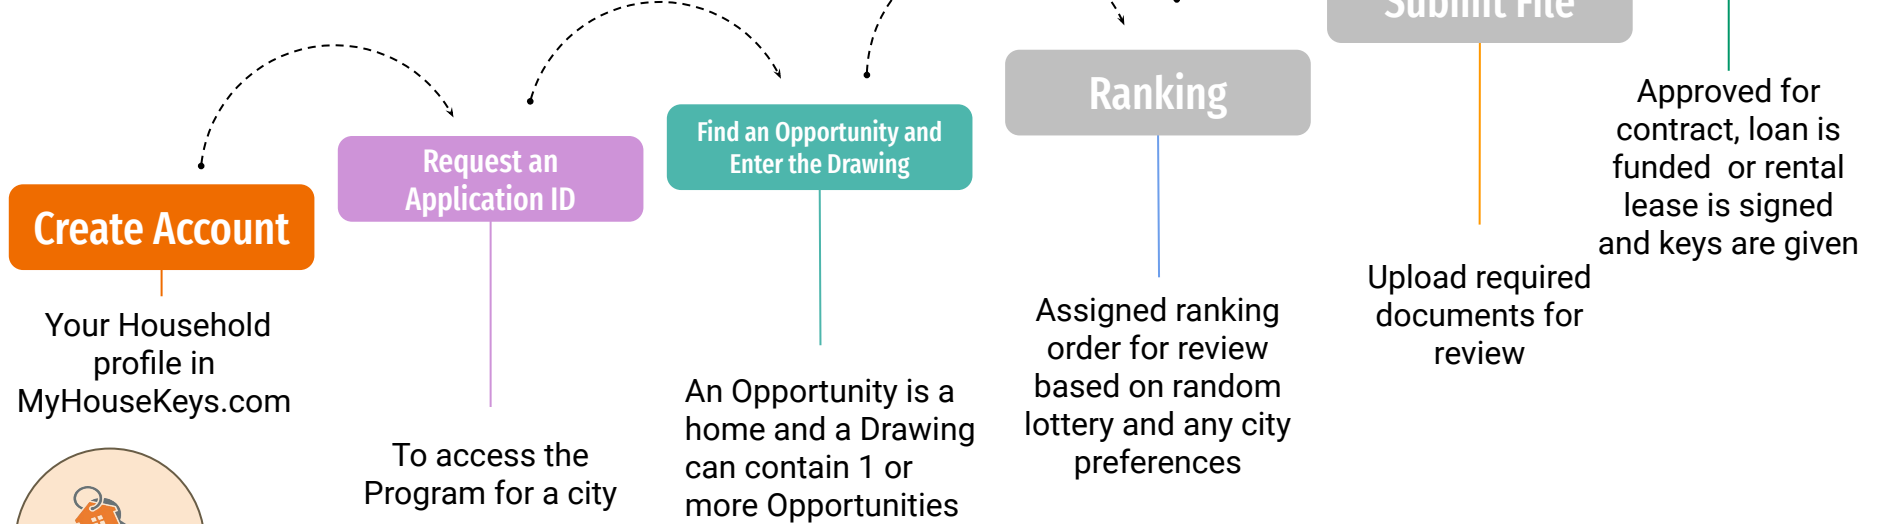 Create Account
Your Household
profile in
MyHouseKeys.com
Request an
Application ID
To access the
Program for a city
Find an Opportunity and
Enter the Drawing
An Opportunity is a
home and a Drawing
can contain 1 or
more Opportunities
Ranking
Assigned ranking
order for review
based on random
lottery and any city
preferences
Submit File
Upload required
documents for
review
Approved for
contract, loan is
funded or rental
lease is signed
and keys are given